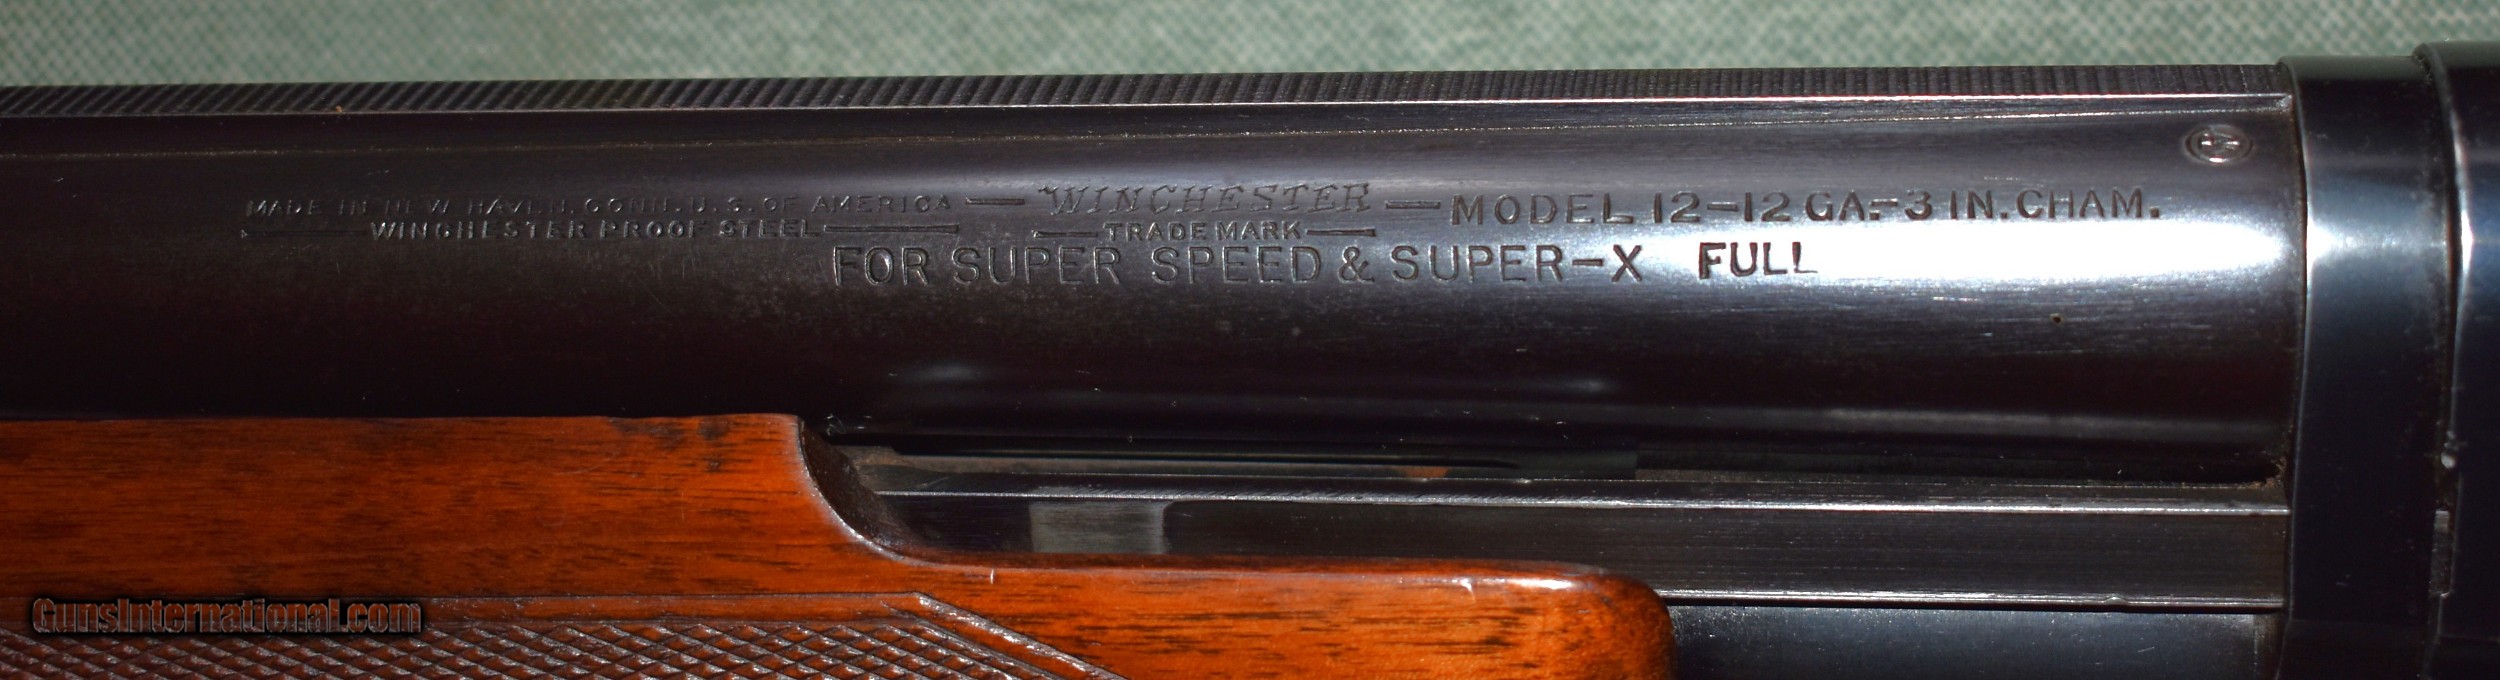 MADE IN NEW HAVEN, CONN. U.S. OF AMERICA — WINCHESTER — MODEL 12-12 GA.-3 IN. CHAM.
WINCHESTER PROOF STEEL — TRADE MARK —
FOR SUPER SPEED & SUPER-X FULL
GunsInternational.com